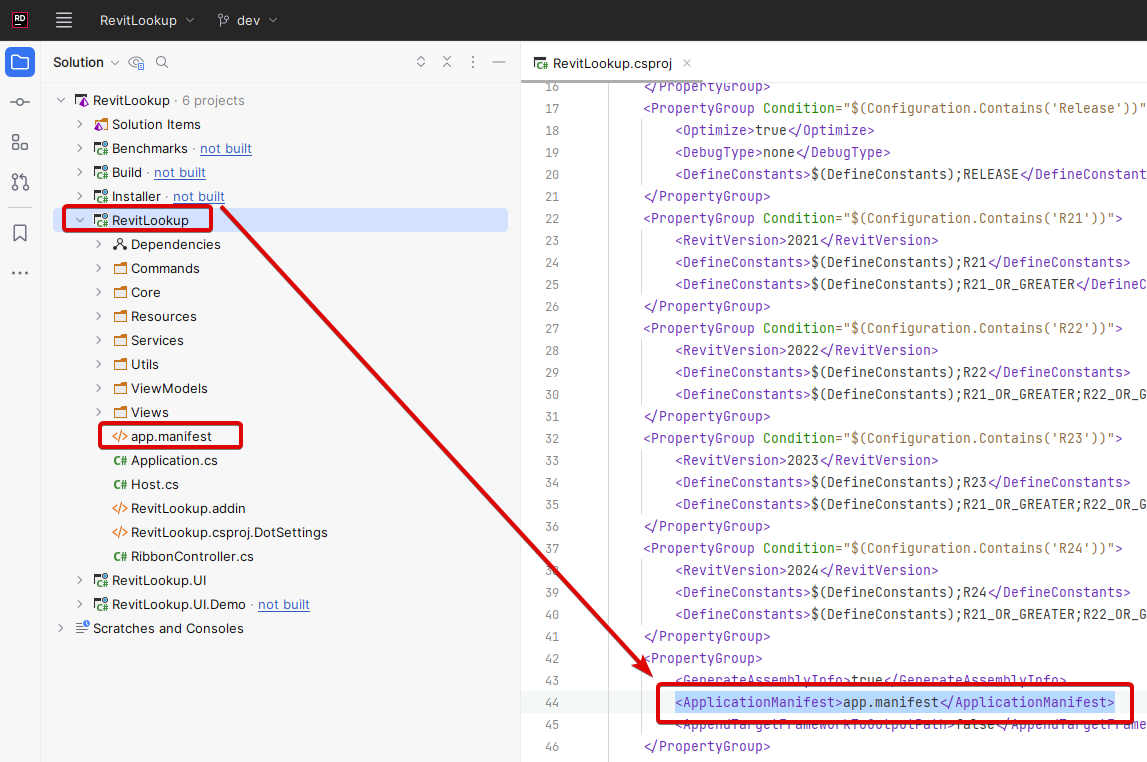 RD RevitLookup dev
Solution
RevitLookup · 6 projects
Solution Items
Benchmarks · not built
Build · not built
Installer · not built
RevitLookup
Dependencies
Commands
Core
Resources
Services
Utils
ViewModels
Views
app.manifest
C# Application.cs
C# Host.cs
RevitLookup.addin
RevitLookup.csproj.DotSettings
C# RibbonController.cs
RevitLookup.UI
RevitLookup.UI.Demo · not built
Scratches and Consoles
RevitLookup.csproj
16 </PropertyGroup>
17 <PropertyGroup Condition="$(Configuration.Contains('Release'))"
18 <Optimize>true</Optimize>
19 <DebugType>none</DebugType>
20 <DefineConstants>$(DefineConstants);RELEASE</DefineConstant
21 </PropertyGroup>
22 <PropertyGroup Condition="$(Configuration.Contains('R21'))">
23 <RevitVersion>2021</RevitVersion>
24 <DefineConstants>$(DefineConstants);R21</DefineConstants>
25 <DefineConstants>$(DefineConstants);R21_OR_GREATER</DefineC
26 </PropertyGroup>
27 <PropertyGroup Condition="$(Configuration.Contains('R22'))">
28 <RevitVersion>2022</RevitVersion>
29 <DefineConstants>$(DefineConstants);R22</DefineConstants>
30 <DefineConstants>$(DefineConstants);R21_OR_GREATER;R22_OR_G
31 </PropertyGroup>
32 <PropertyGroup Condition="$(Configuration.Contains('R23'))">
33 <RevitVersion>2023</RevitVersion>
34 <DefineConstants>$(DefineConstants);R23</DefineConstants>
35 <DefineConstants>$(DefineConstants);R21_OR_GREATER;R22_OR_G
36 </PropertyGroup>
37 <PropertyGroup Condition="$(Configuration.Contains('R24'))">
38 <RevitVersion>2024</RevitVersion>
39 <DefineConstants>$(DefineConstants);R24</DefineConstants>
40 <DefineConstants>$(DefineConstants);R21_OR_GREATER;R22_OR_G
41 </PropertyGroup>
42 <PropertyGroup>
43 <GenerateAssemblyInfo>true</GenerateAssemblyInfo>
44 <ApplicationManifest>app.manifest</ApplicationManifest>
45 <AppendTargetFrameworkToOutputPath>false</AppendTargetFrame
46 </PropertyGroup>